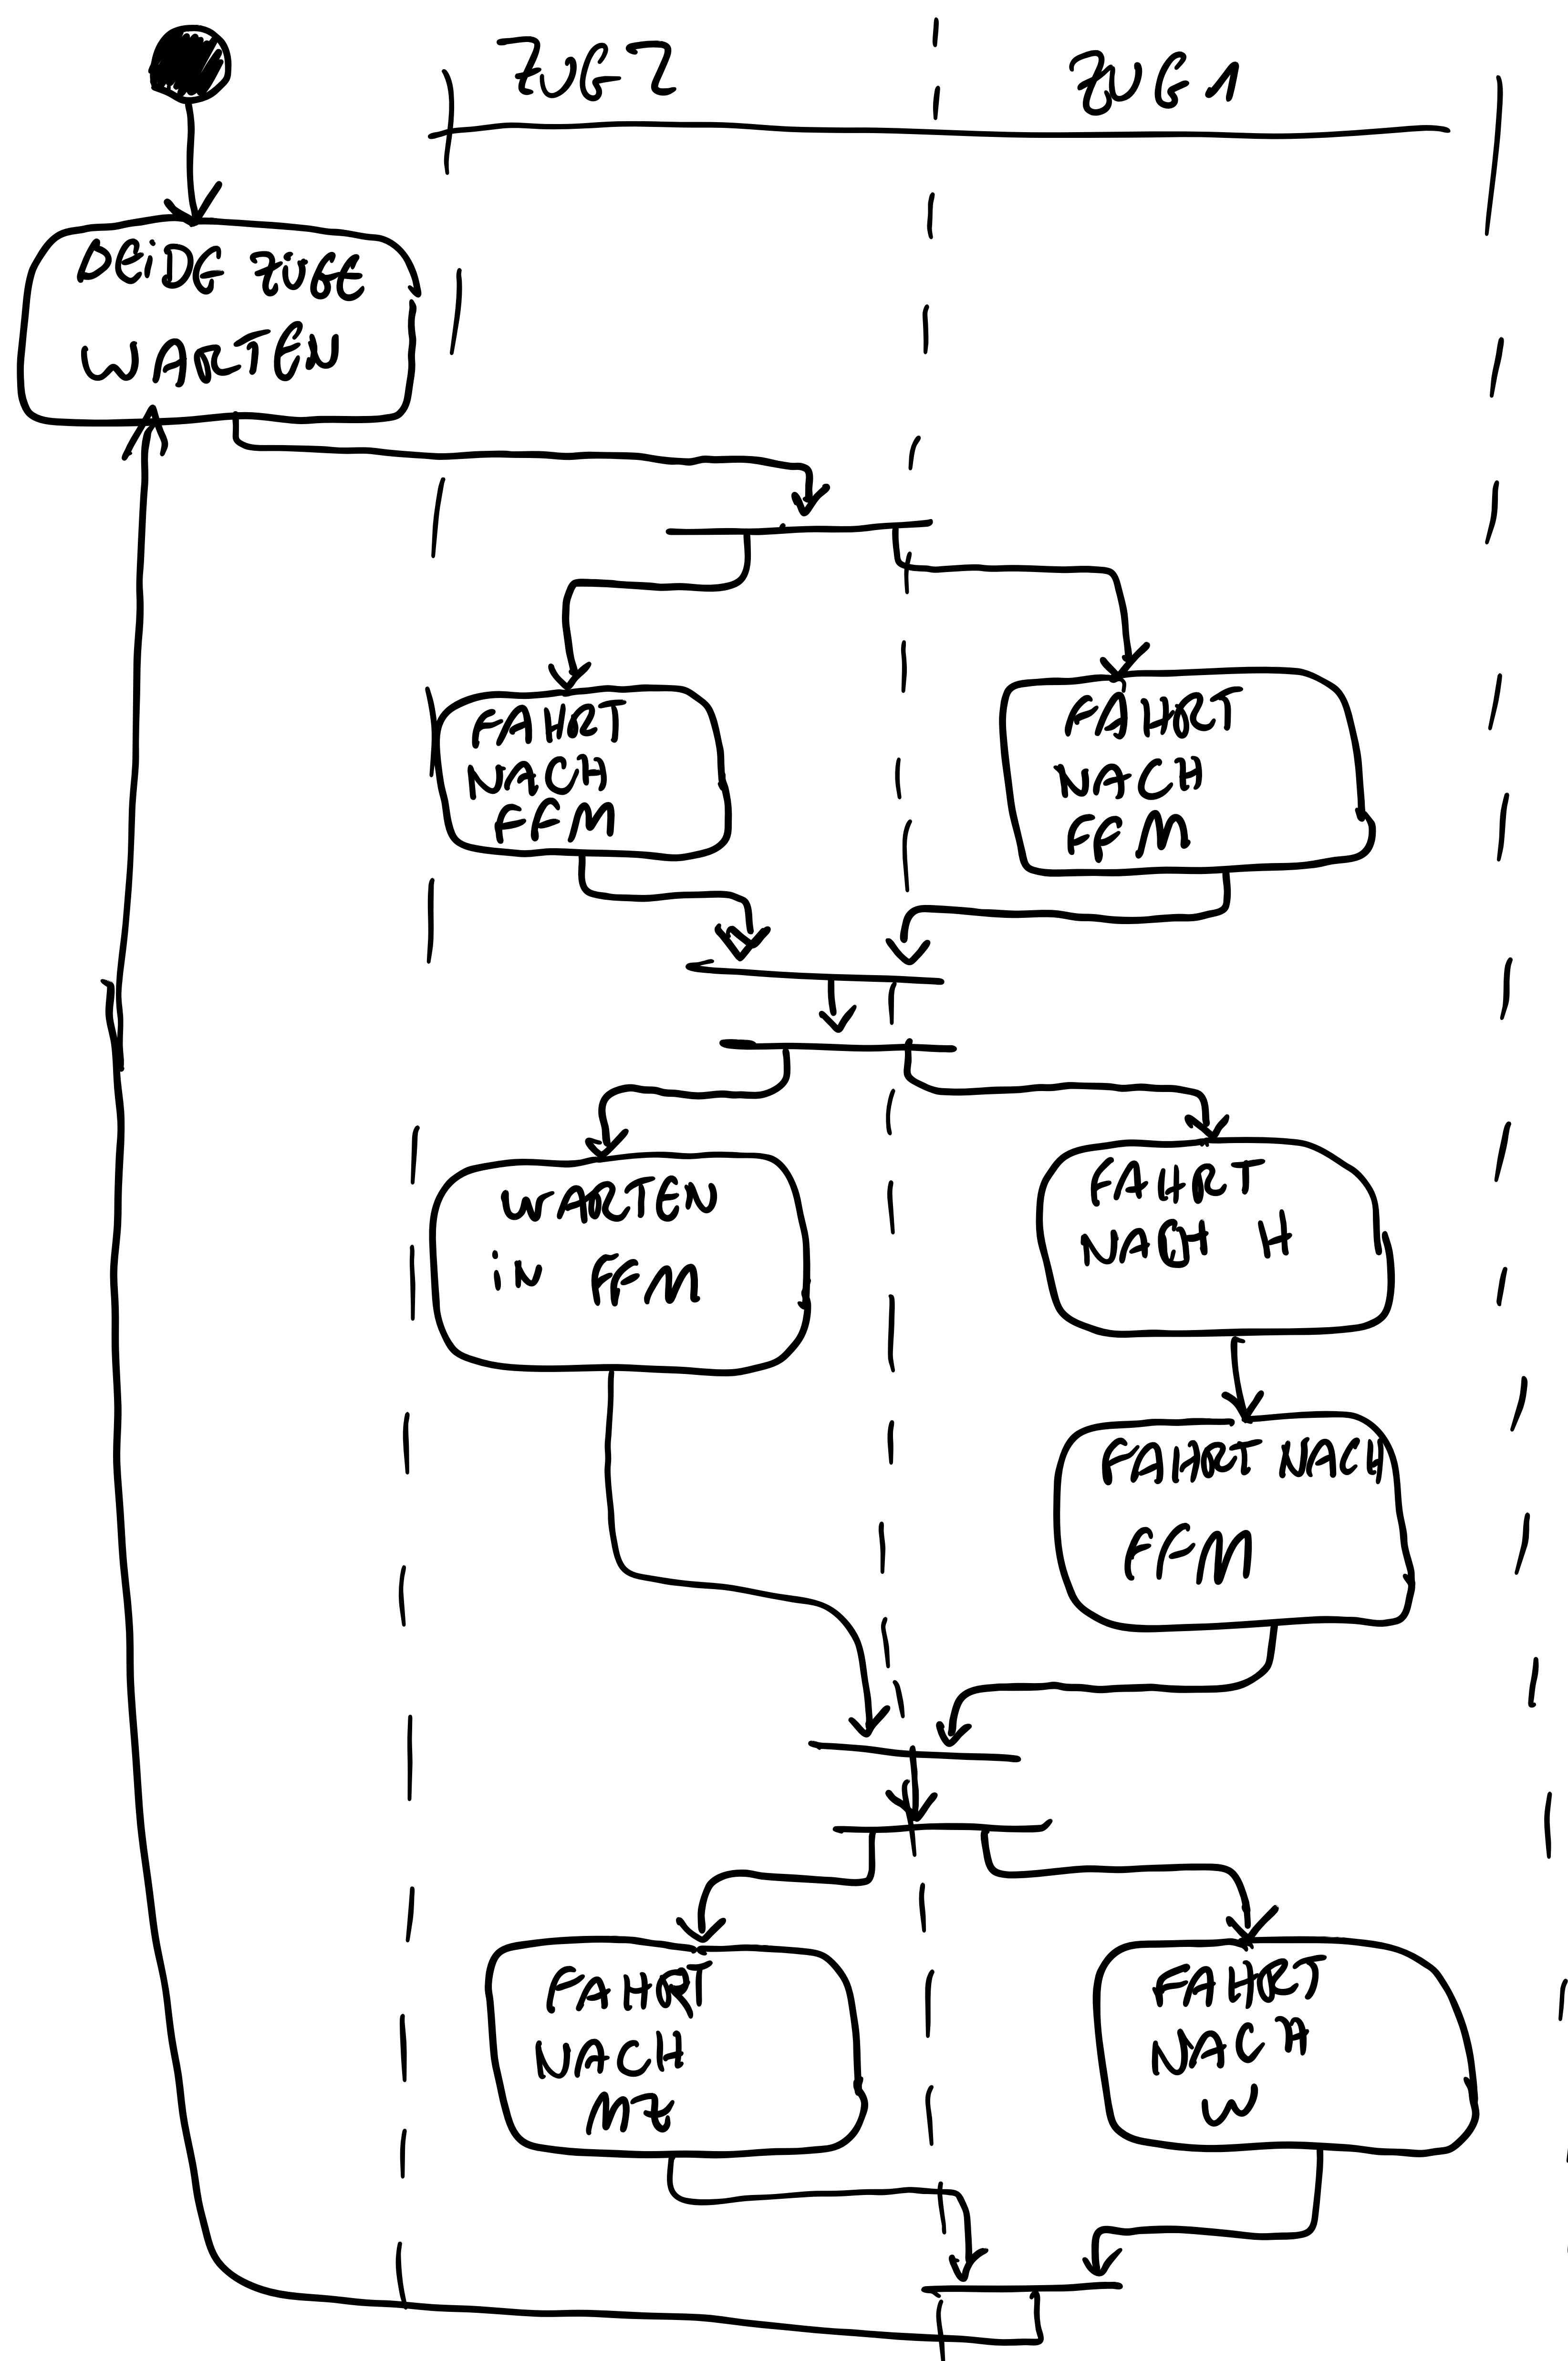 ZUG 2
ZUG 1
BEiDE ZÜGE
WARTEN
FAHRT
NACH
FFM
FAHRT
NACH
FFM
WARTEN
iN FFM
FAHRT
NACH H
FAHRT NACH
FFM
FAHRT
NACH
MZ
FAHRT
NACH
W